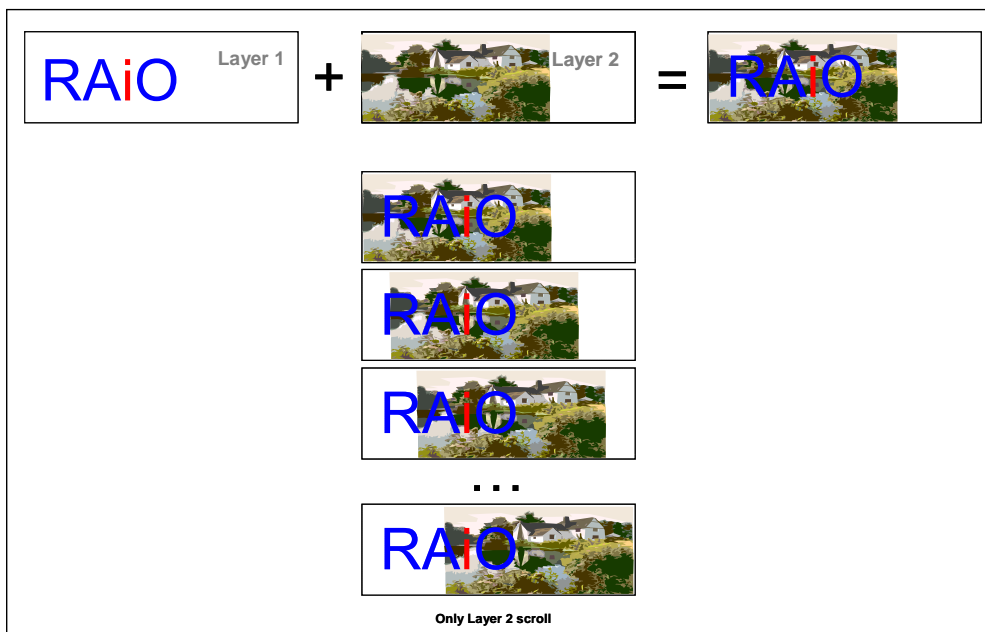 RAiO Layer 1 + Layer 2 = RAiO
RAiO
RAiO
RAiO
...
RAiO
Only Layer 2 scroll